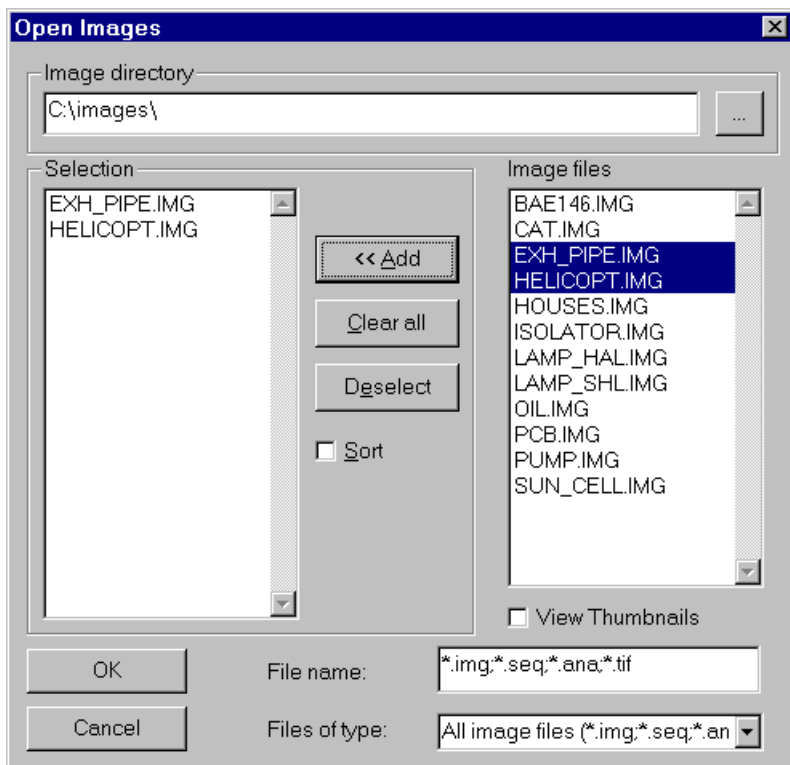 Open Images
Image directory
C:\images\
...
Selection
EXH_PIPE.IMG
HELICOPT.IMG
<< Add
Clear all
Deselect
Sort
Image files
BAE146.IMG
CAT.IMG
EXH_PIPE.IMG
HELICOPT.IMG
HOUSES.IMG
ISOLATOR.IMG
LAMP_HAL.IMG
LAMP_SHL.IMG
OIL.IMG
PCB.IMG
PUMP.IMG
SUN_CELL.IMG
View Thumbnails
OK
File name:
*.img;*.seq;*.ana;*.tif
Cancel
Files of type:
All image files (*.img;*.seq;*.an